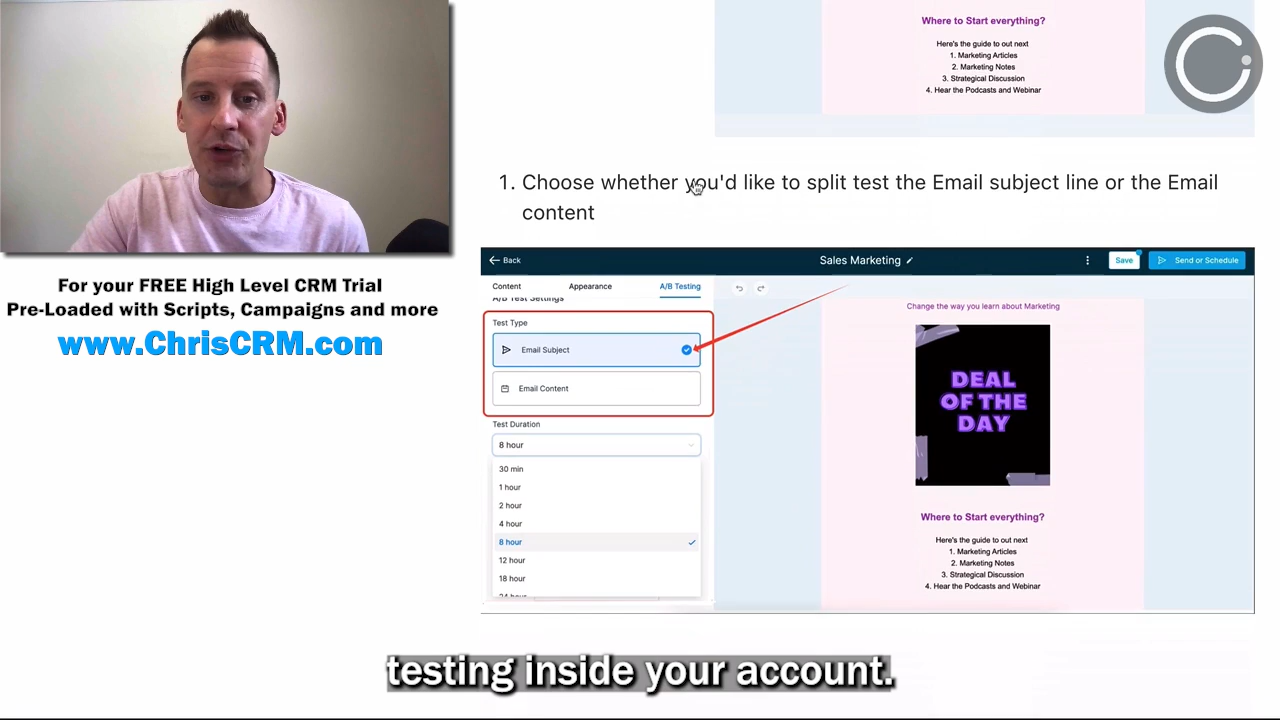 Where to Start everything?
Here's the guide to out next
1. Marketing Articles
2. Marketing Notes
3. Strategical Discussion
4. Hear the Podcasts and Webinar
1. Choose whether you'd like to split test the Email subject line or the Email
content
For your FREE High Level CRM Trial
Pre-Loaded with Scripts, Campaigns and more
www.ChrisCRM.com
Back
Sales Marketing
Save
Send or Schedule
Content
Appearance
A/B Testing
A/B Test Settings
Test Type
Email Subject
Email Content
Test Duration
8 hour
30 min
1 hour
2 hour
4 hour
8 hour
12 hour
18 hour
24 hour
Change the way you learn about Marketing
DEAL
OF THE
DAY
Where to Start everything?
Here's the guide to out next
1. Marketing Articles
2. Marketing Notes
3. Strategical Discussion
4. Hear the Podcasts and Webinar
testing inside your account.